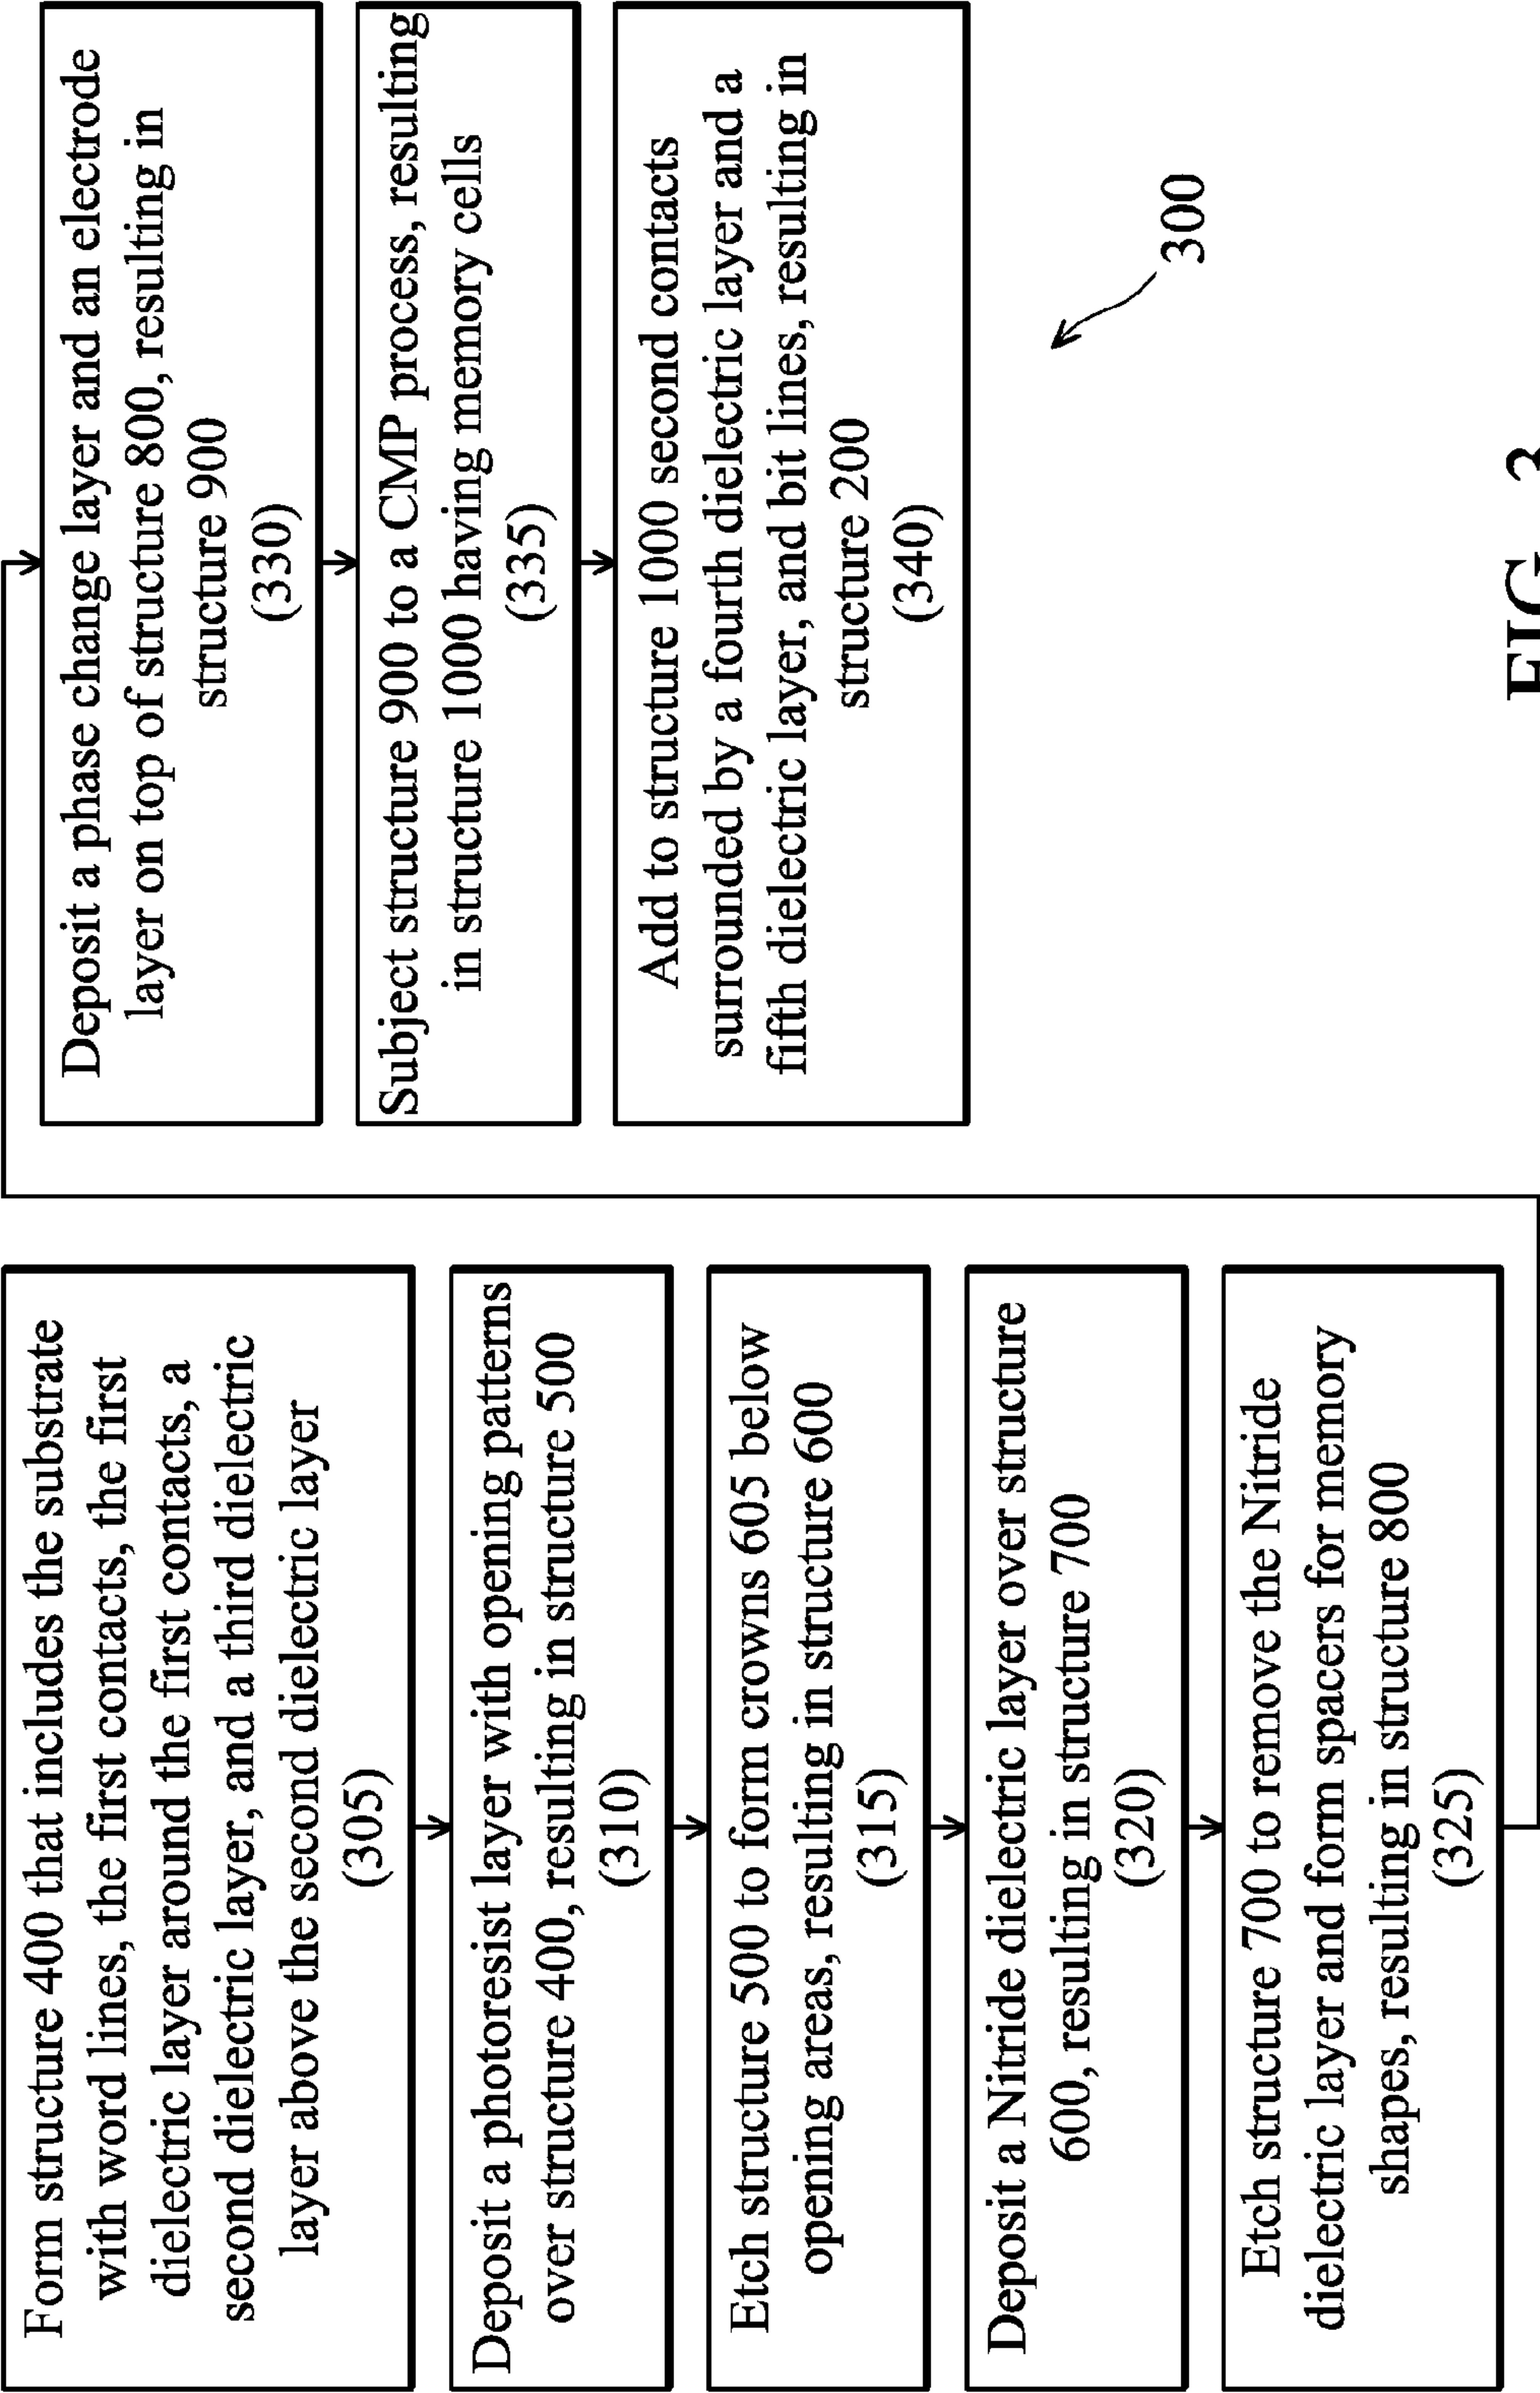 Form structure 400 that includes the substrate
with word lines, the first contacts, the first
dielectric layer around the first contacts, a
second dielectric layer, and a third dielectric
layer above the second dielectric layer
(305)
Deposit a photoresist layer with opening patterns
over structure 400, resulting in structure 500
(310)
Etch structure 500 to form crowns 605 below
opening areas, resulting in structure 600
(315)
Deposit a Nitride dielectric layer over structure
600, resulting in structure 700
(320)
Etch structure 700 to remove the Nitride
dielectric layer and form spacers for memory
shapes, resulting in structure 800
(325)
Deposit a phase change layer and an electrode
layer on top of structure 800, resulting in
structure 900
(330)
Subject structure 900 to a CMP process, resulting
in structure 1000 having memory cells
(335)
Add to structure 1000 second contacts
surrounded by a fourth dielectric layer and a
fifth dielectric layer, and bit lines, resulting in
structure 200
(340)
300